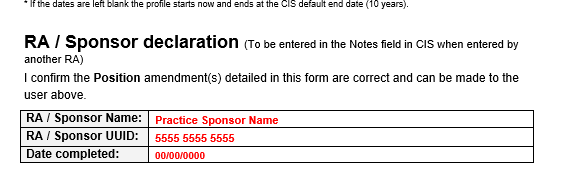 * If the dates are left blank the profile starts now and ends at the CIS default end date (10 years).
RA / Sponsor declaration (To be entered in the Notes field in CIS when entered by
another RA)
I confirm the Position amendment(s) detailed in this form are correct and can be made to the
user above.
RA / Sponsor Name: Practice Sponsor Name
RA / Sponsor UUID: 5555 5555 5555
Date completed: 00/00/0000